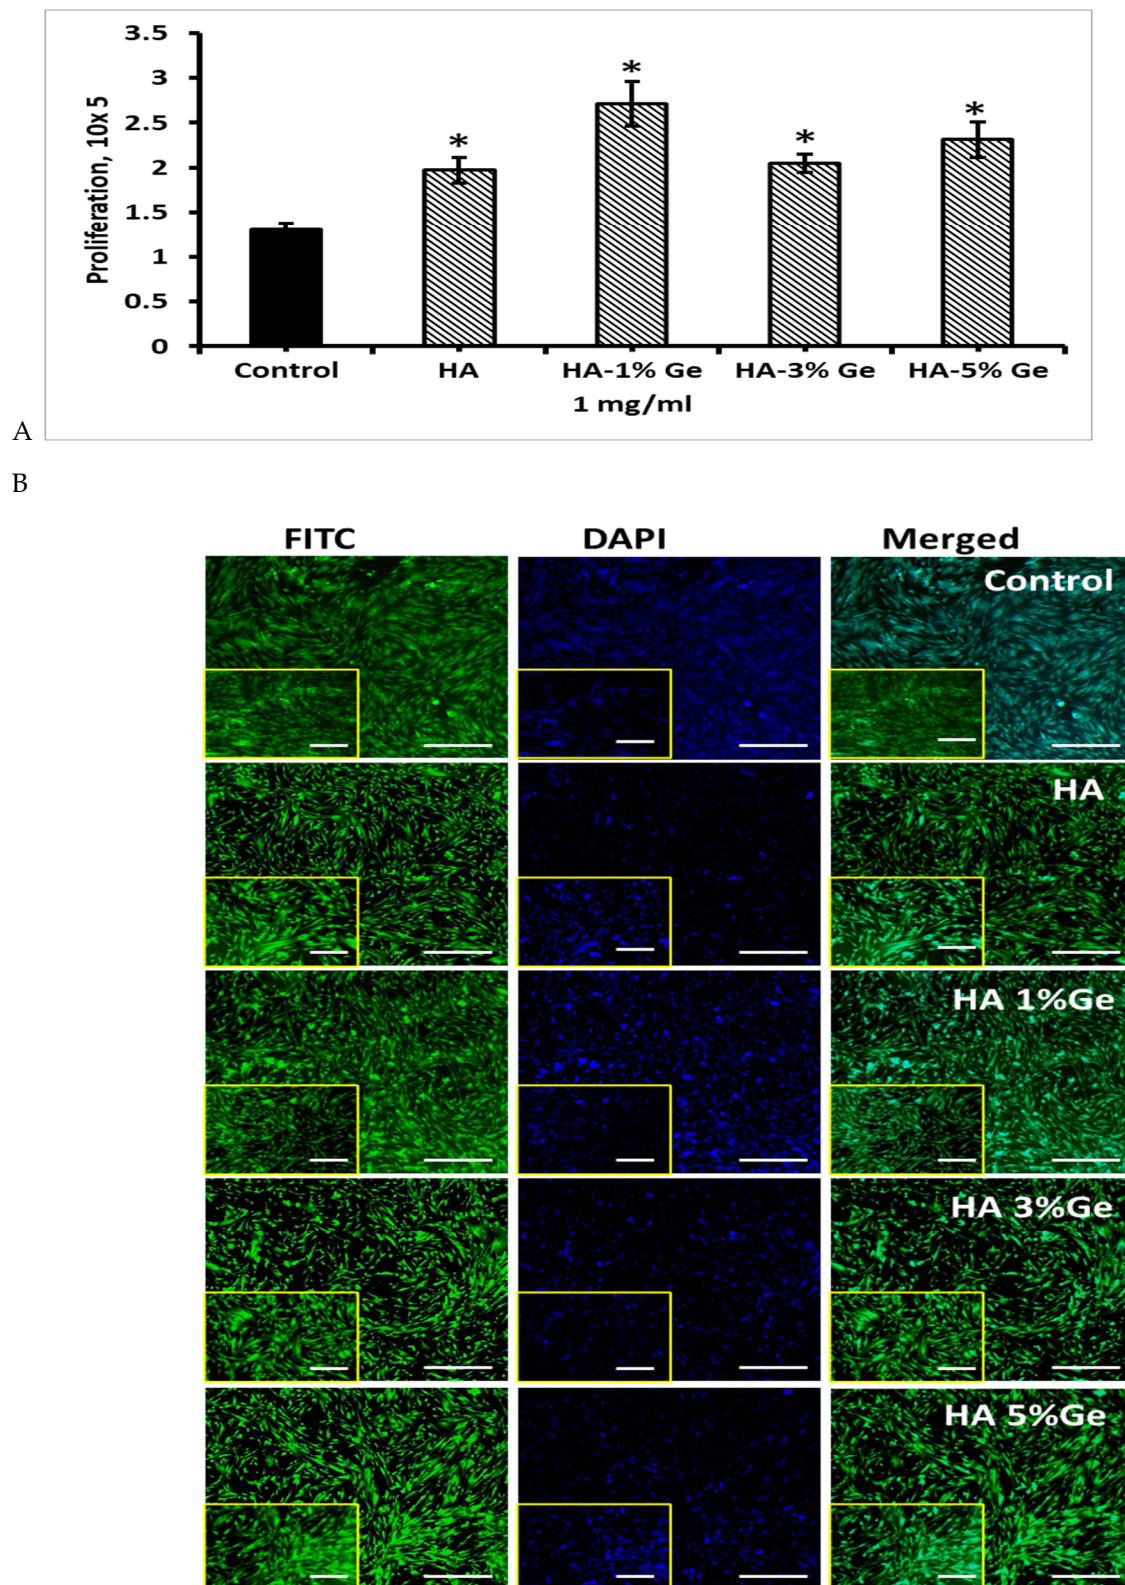 3.5
3
2.5
2
1.5
1
0.5
0
Proliferation, 10x 5
*
*
*
*
Control HA HA-1% Ge HA-3% Ge HA-5% Ge
1 mg/ml
A
B
FITC DAPI Merged
Control
HA
HA 1%Ge
HA 3%Ge
HA 5%Ge